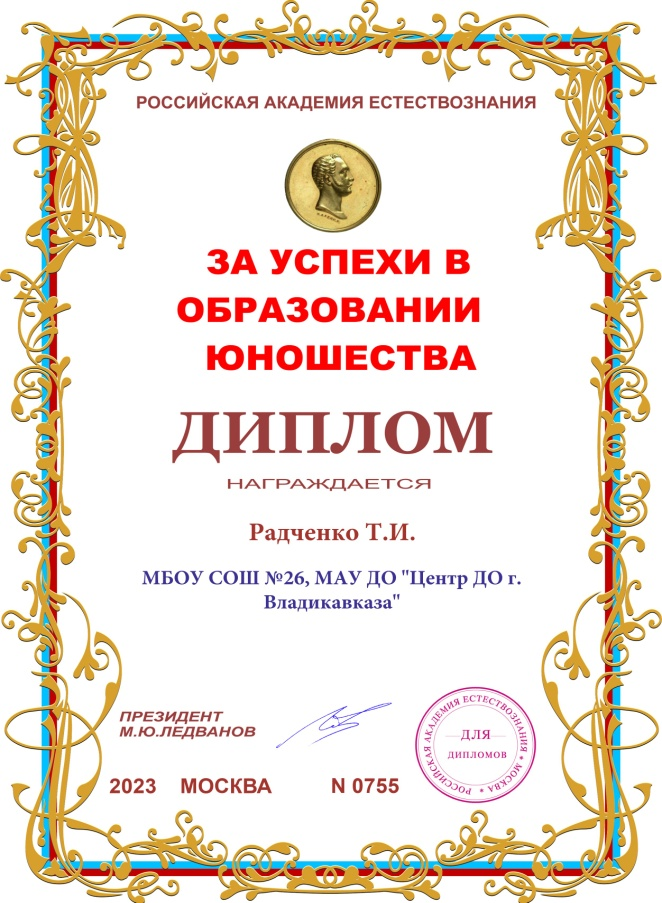 РОССИЙСКАЯ АКАДЕМИЯ ЕСТЕСТВОЗНАНИЯ
ЗА УСПЕХИ В
ОБРАЗОВАНИИ
ЮНОШЕСТВА
ДИПЛОМ
НАГРАЖДАЕТСЯ
Радченко Т.И.
МБОУ СОШ №26, МАУ ДО "Центр ДО г.
Владикавказа"
ПРЕЗИДЕНТ
М.Ю.ЛЕДВАНОВ
2023 МОСКВА N 0755
РОССИЙСКАЯ АКАДЕМИЯ ЕСТЕСТВОЗНАНИЯ * МОСКВА *
ДЛЯ
ДИПЛОМОВ